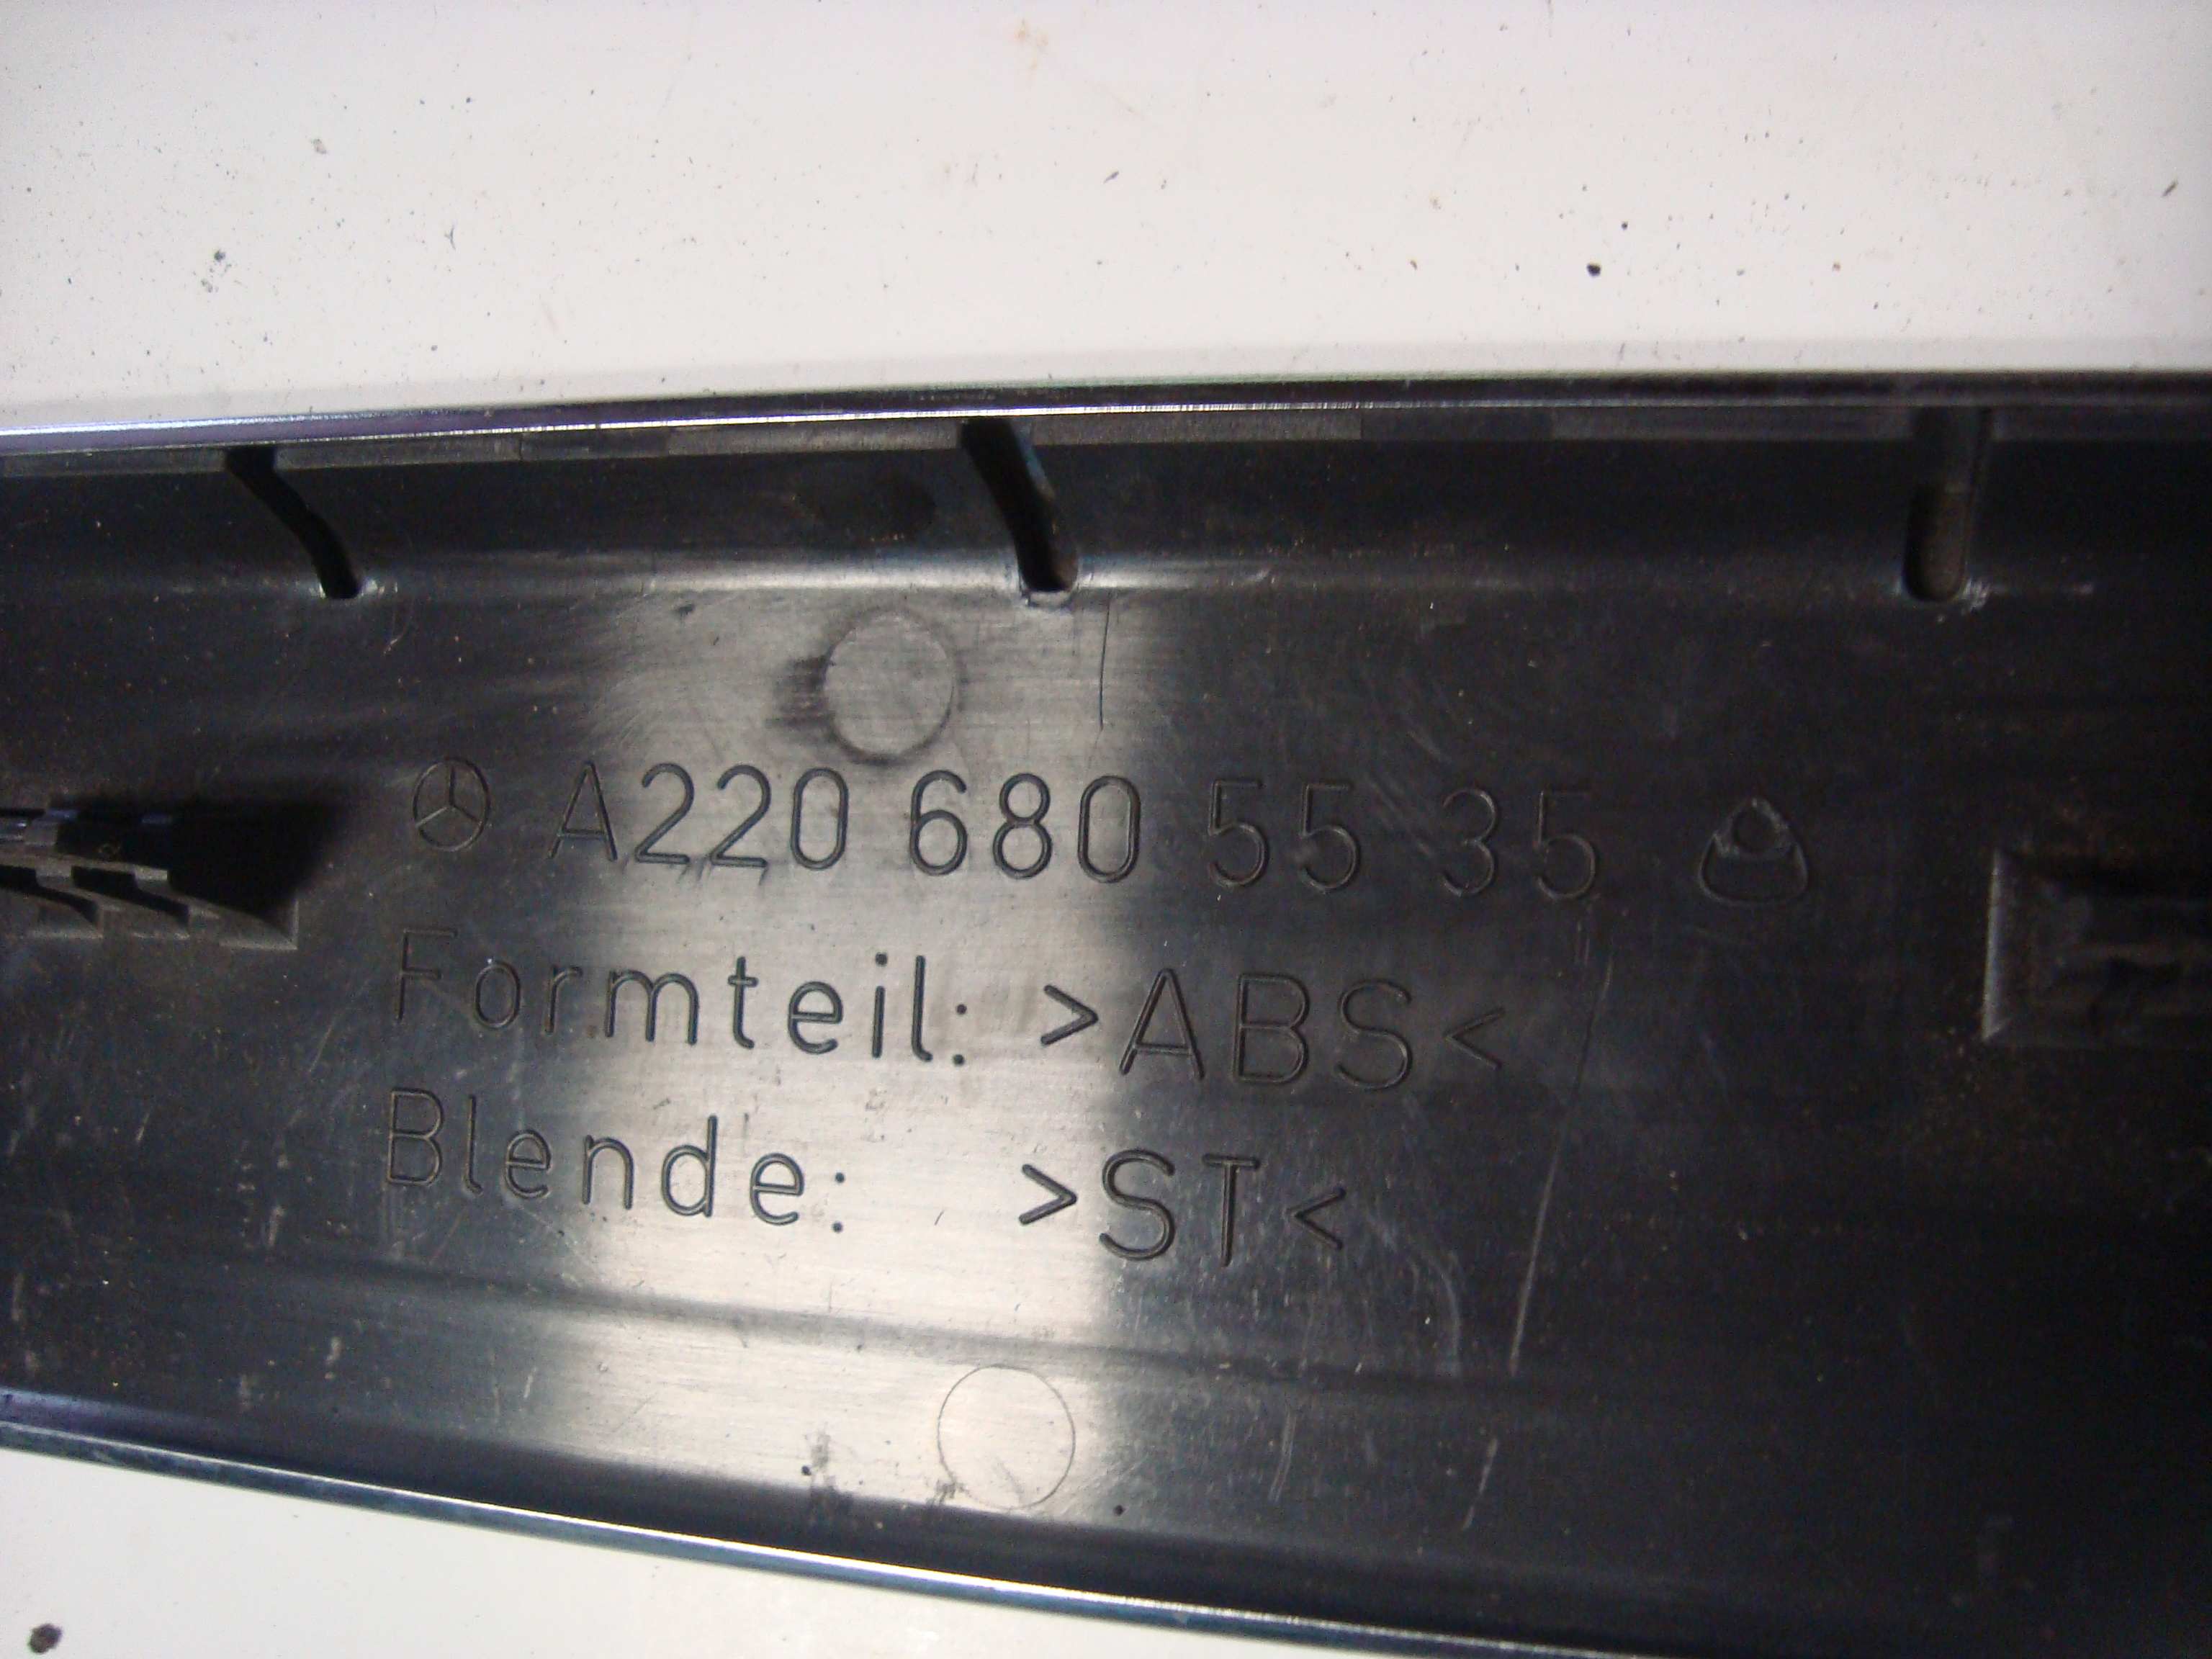 A220 680 55 35
Formteil: >ABS<
Blende: >ST<